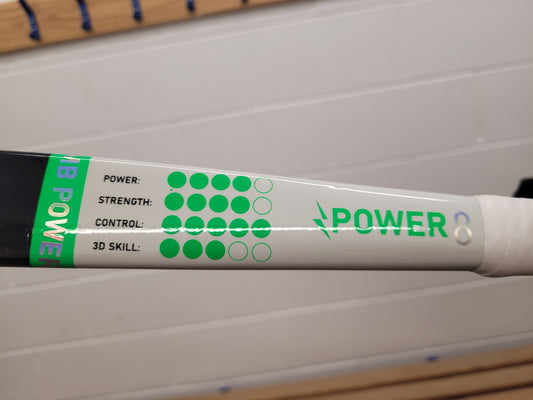 POWER:
STRENGTH:
CONTROL:
3D SKILL:
POWER